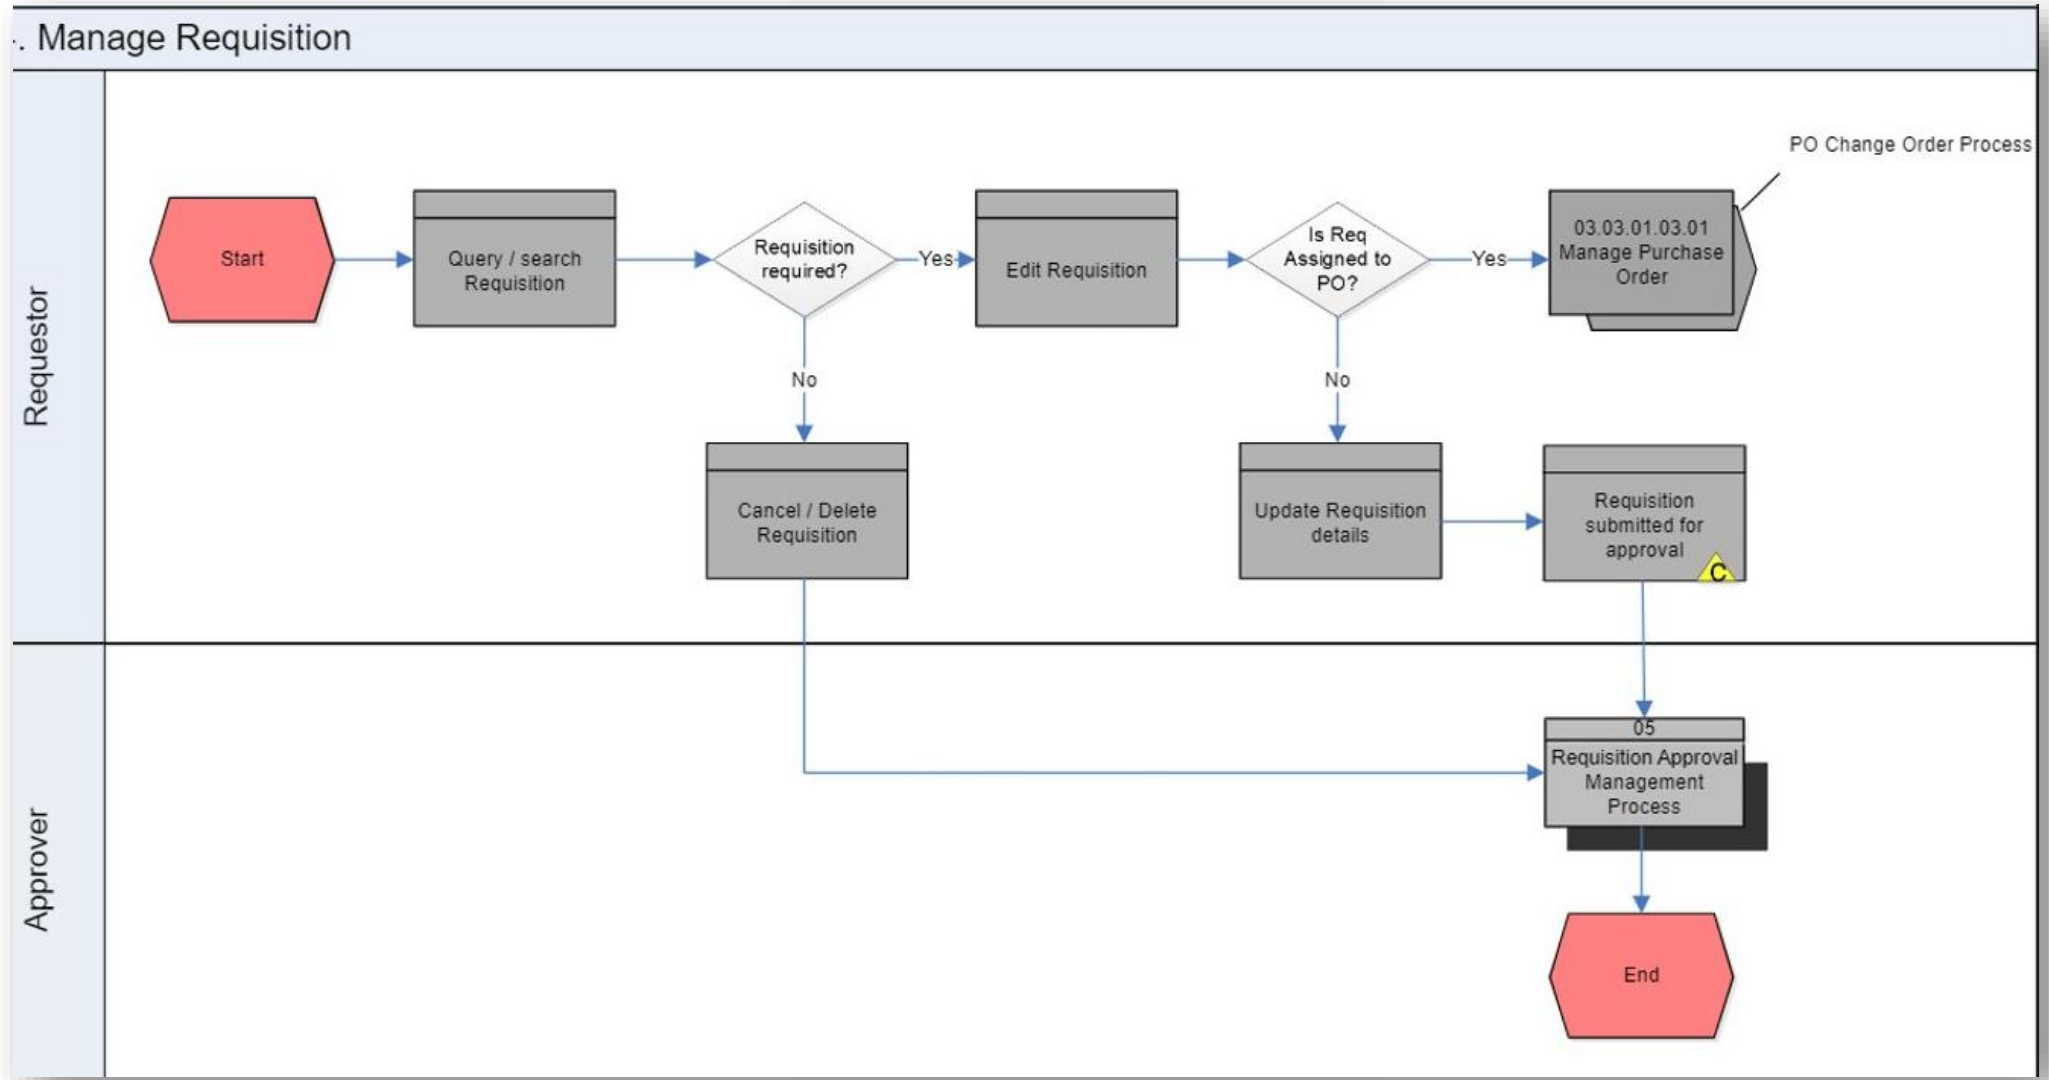 . Manage Requisition
Requestor
PO Change Order Process
Start
Query / search
Requisition
Requisition
required?
Yes
Edit Requisition
Is Req
Assigned to
PO?
Yes
03.03.01.03.01
Manage Purchase
Order
No
No
Cancel / Delete
Requisition
Update Requisition
details
Requisition
submitted for
approval
C
Approver
05
Requisition Approval
Management
Process
End